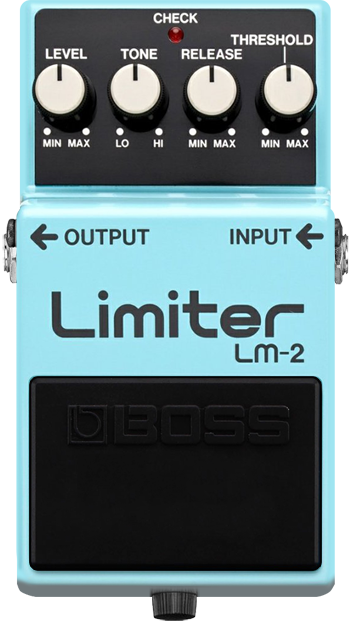 CHECK
LEVEL TONE RELEASE THRESHOLD
MIN MAX LO HI MIN MAX MIN MAX
OUTPUT INPUT
Limiter
LM-2
BOSS